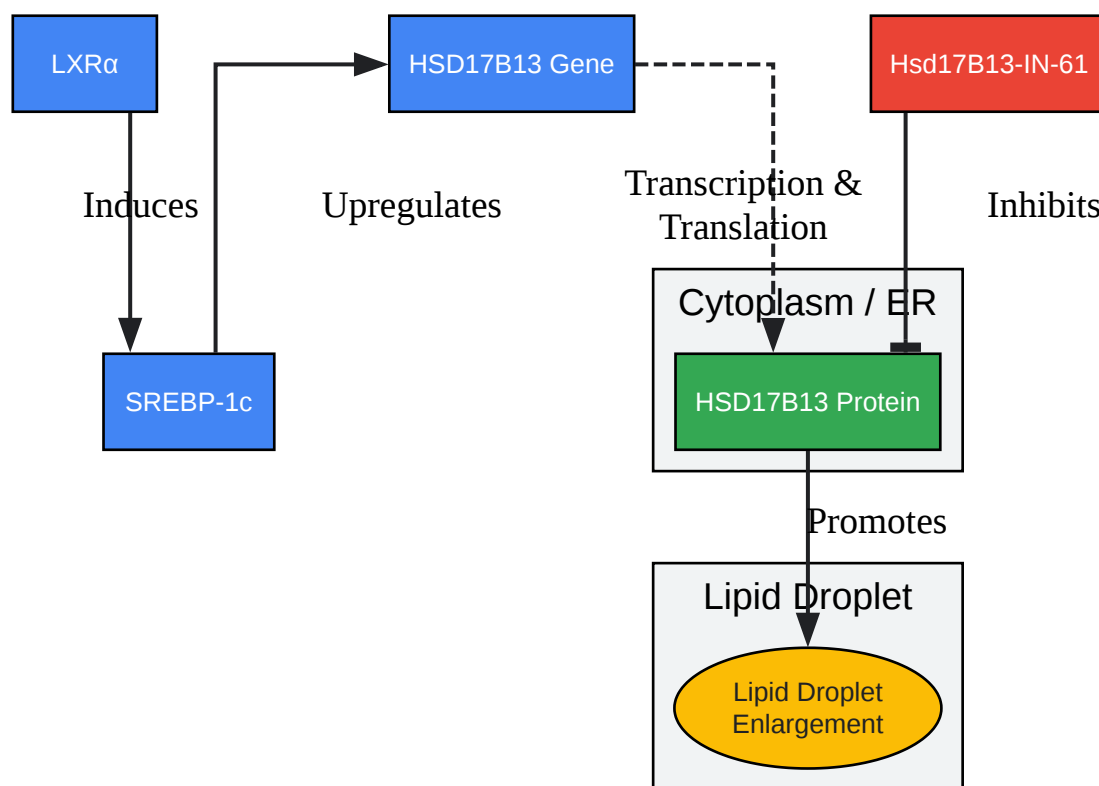 LXRα
HSD17B13 Gene
Hsd17B13-IN-61
Induces
Upregulates
Transcription &
Translation
Inhibits
Cytoplasm / ER
SREBP-1c
HSD17B13 Protein
Promotes
Lipid Droplet
Lipid Droplet
Enlargement